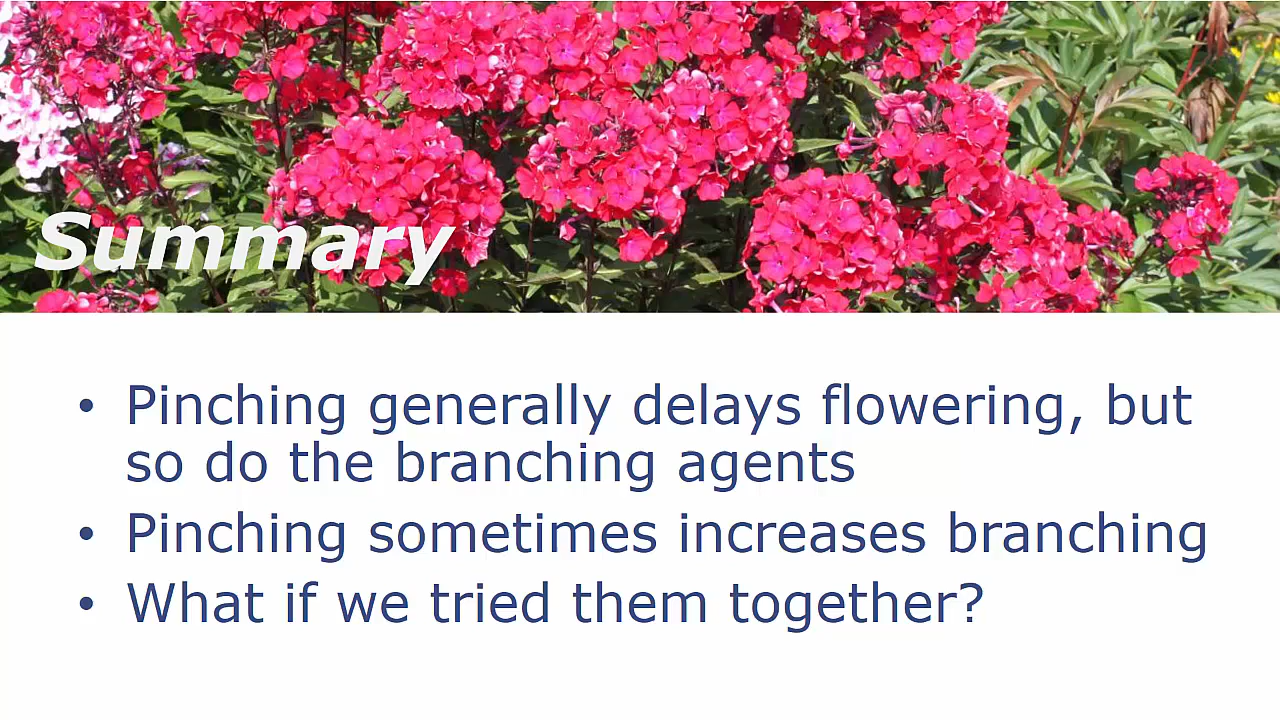 Summary
• Pinching generally delays flowering, but
so do the branching agents
• Pinching sometimes increases branching
• What if we tried them together?